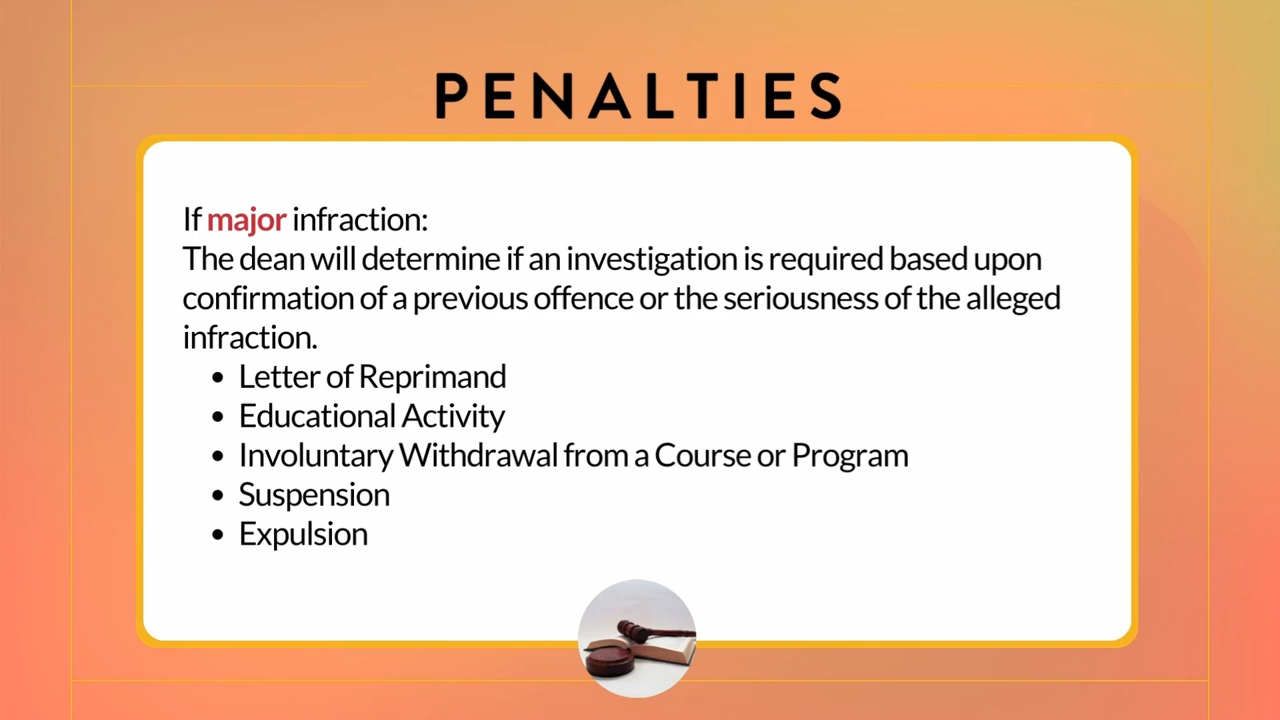 PENALTIES
If major infraction:
The dean will determine if an investigation is required based upon
confirmation of a previous offence or the seriousness of the alleged
infraction.
• Letter of Reprimand
• Educational Activity
• Involuntary Withdrawal from a Course or Program
• Suspension
• Expulsion